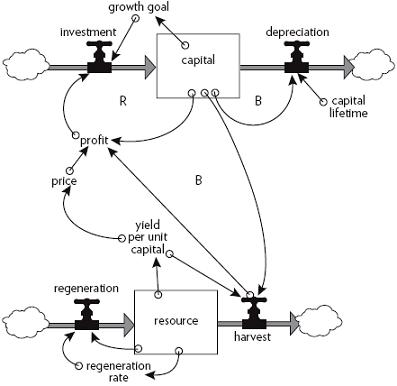 growth goal
investment
depreciation
capital
R
B
capital
lifetime
profit
price
B
yield
per unit
capital
regeneration
resource
harvest
regeneration
rate